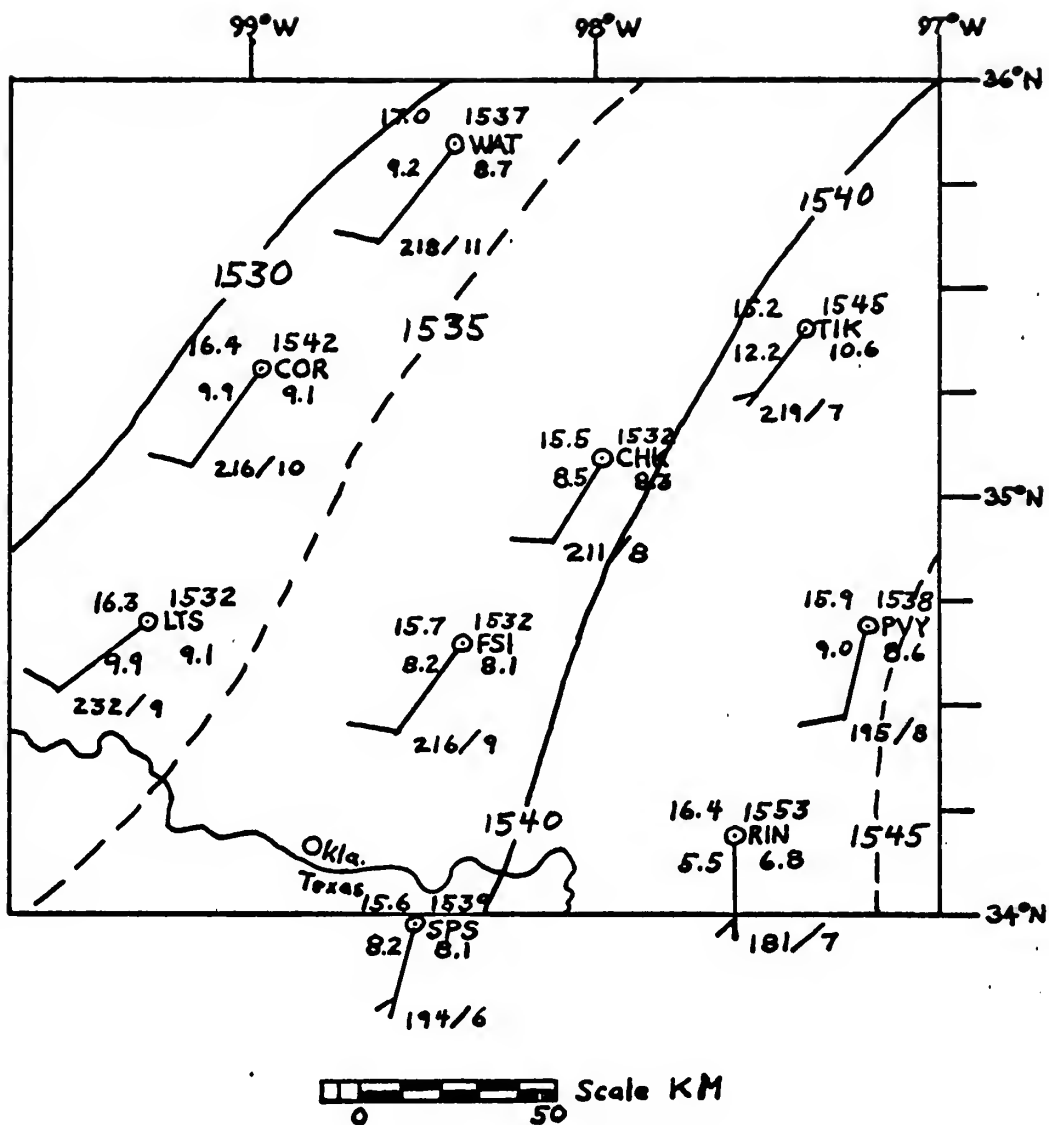 99°W 98°W 97°W
36°N
17.0 1537
WAT
9.2 8.7
218/11
1540
1530
1535
15.2 1545
TIK
12.2 10.6
219/7
16.4 1542
COR
9.9 9.1
216/10
15.5 1532
CHK
8.5 8.3
211/8
35°N
16.3 1532
LTS
9.9 9.1
232/9
15.7 1532
FSI
8.2 8.1
216/9
15.9 1538
PVY
9.0 8.6
195/8
1540
16.4 1553
RIN
5.5 6.8
181/7
1545
Okla.
Texas
34°N
15.6 1539
SPS
8.2 8.1
194/6
Scale KM
0 50